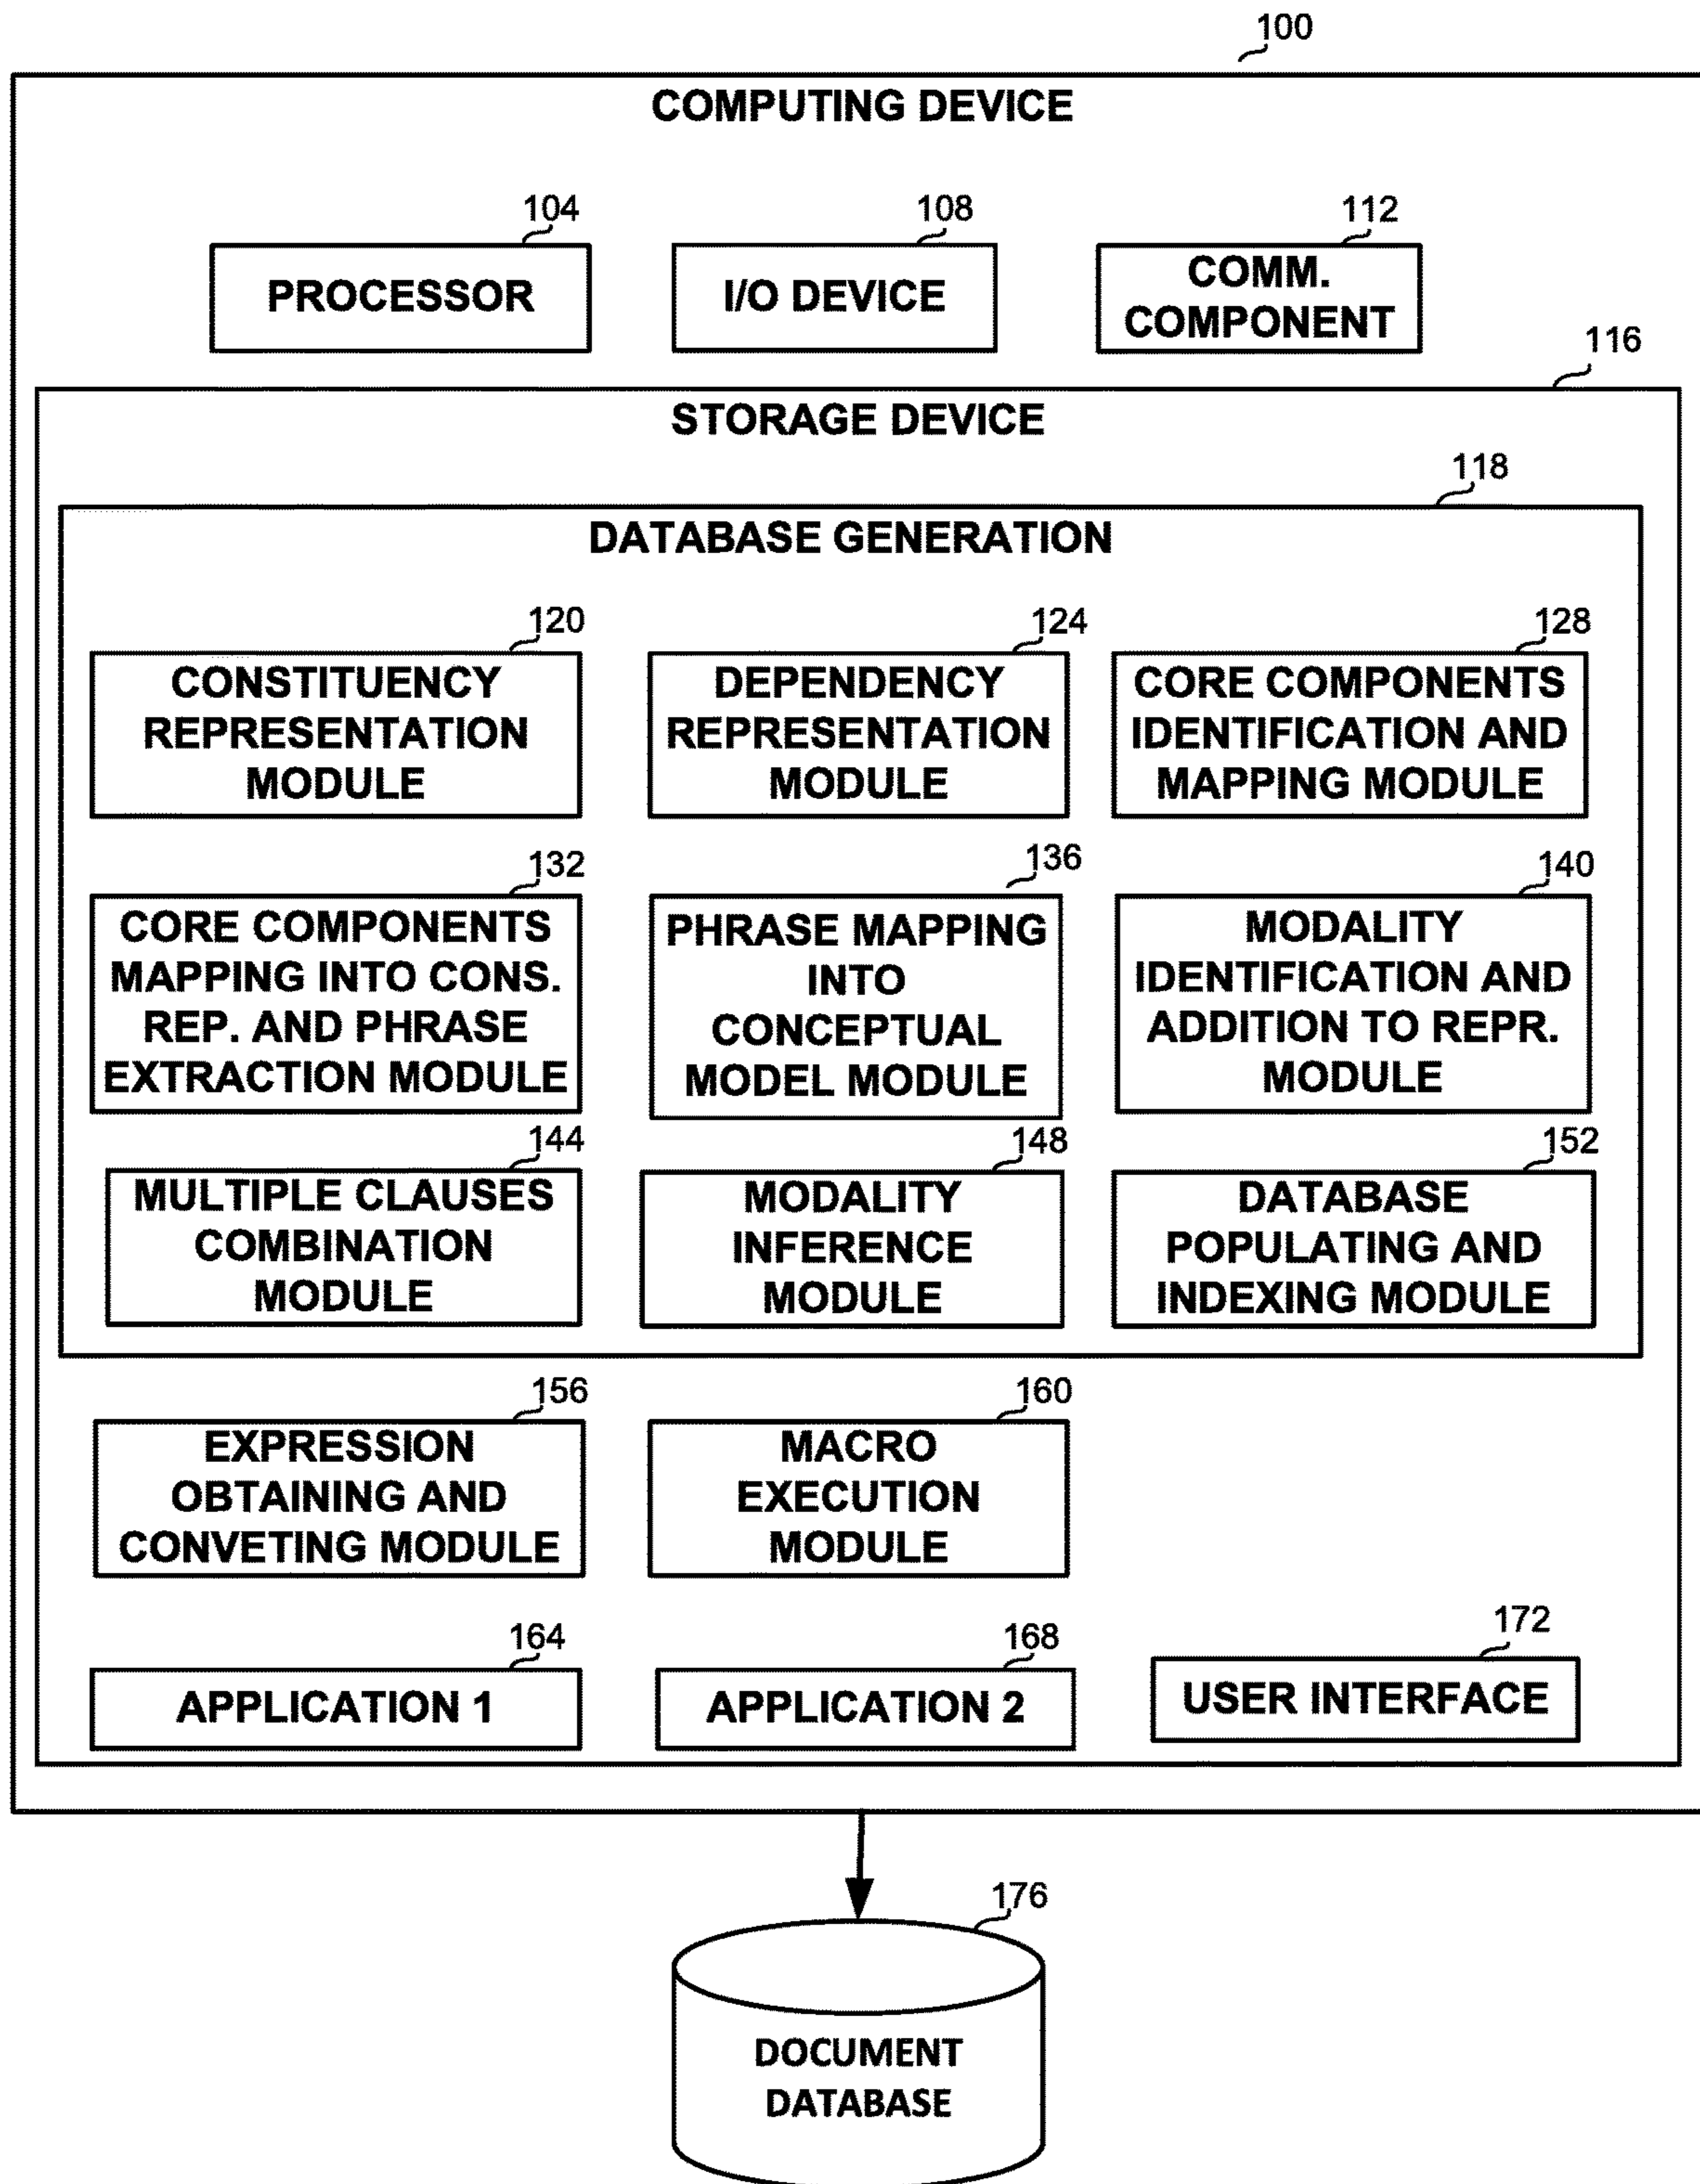 100
COMPUTING DEVICE
104
108
112
PROCESSOR
I/O DEVICE
COMM.
COMPONENT
116
STORAGE DEVICE
118
DATABASE GENERATION
120
124
128
CONSTITUENCY
REPRESENTATION
MODULE
DEPENDENCY
REPRESENTATION
MODULE
CORE COMPONENTS
IDENTIFICATION AND
MAPPING MODULE
132
136
140
CORE COMPONENTS
MAPPING INTO CONS.
REP. AND PHRASE
EXTRACTION MODULE
PHRASE MAPPING
INTO
CONCEPTUAL
MODEL MODULE
MODALITY
IDENTIFICATION AND
ADDITION TO REPR.
MODULE
144
148
152
MULTIPLE CLAUSES
COMBINATION
MODULE
MODALITY
INFERENCE
MODULE
DATABASE
POPULATING AND
INDEXING MODULE
156
160
EXPRESSION
OBTAINING AND
CONVETING MODULE
MACRO
EXECUTION
MODULE
164
168
172
APPLICATION 1
APPLICATION 2
USER INTERFACE
176
DOCUMENT
DATABASE